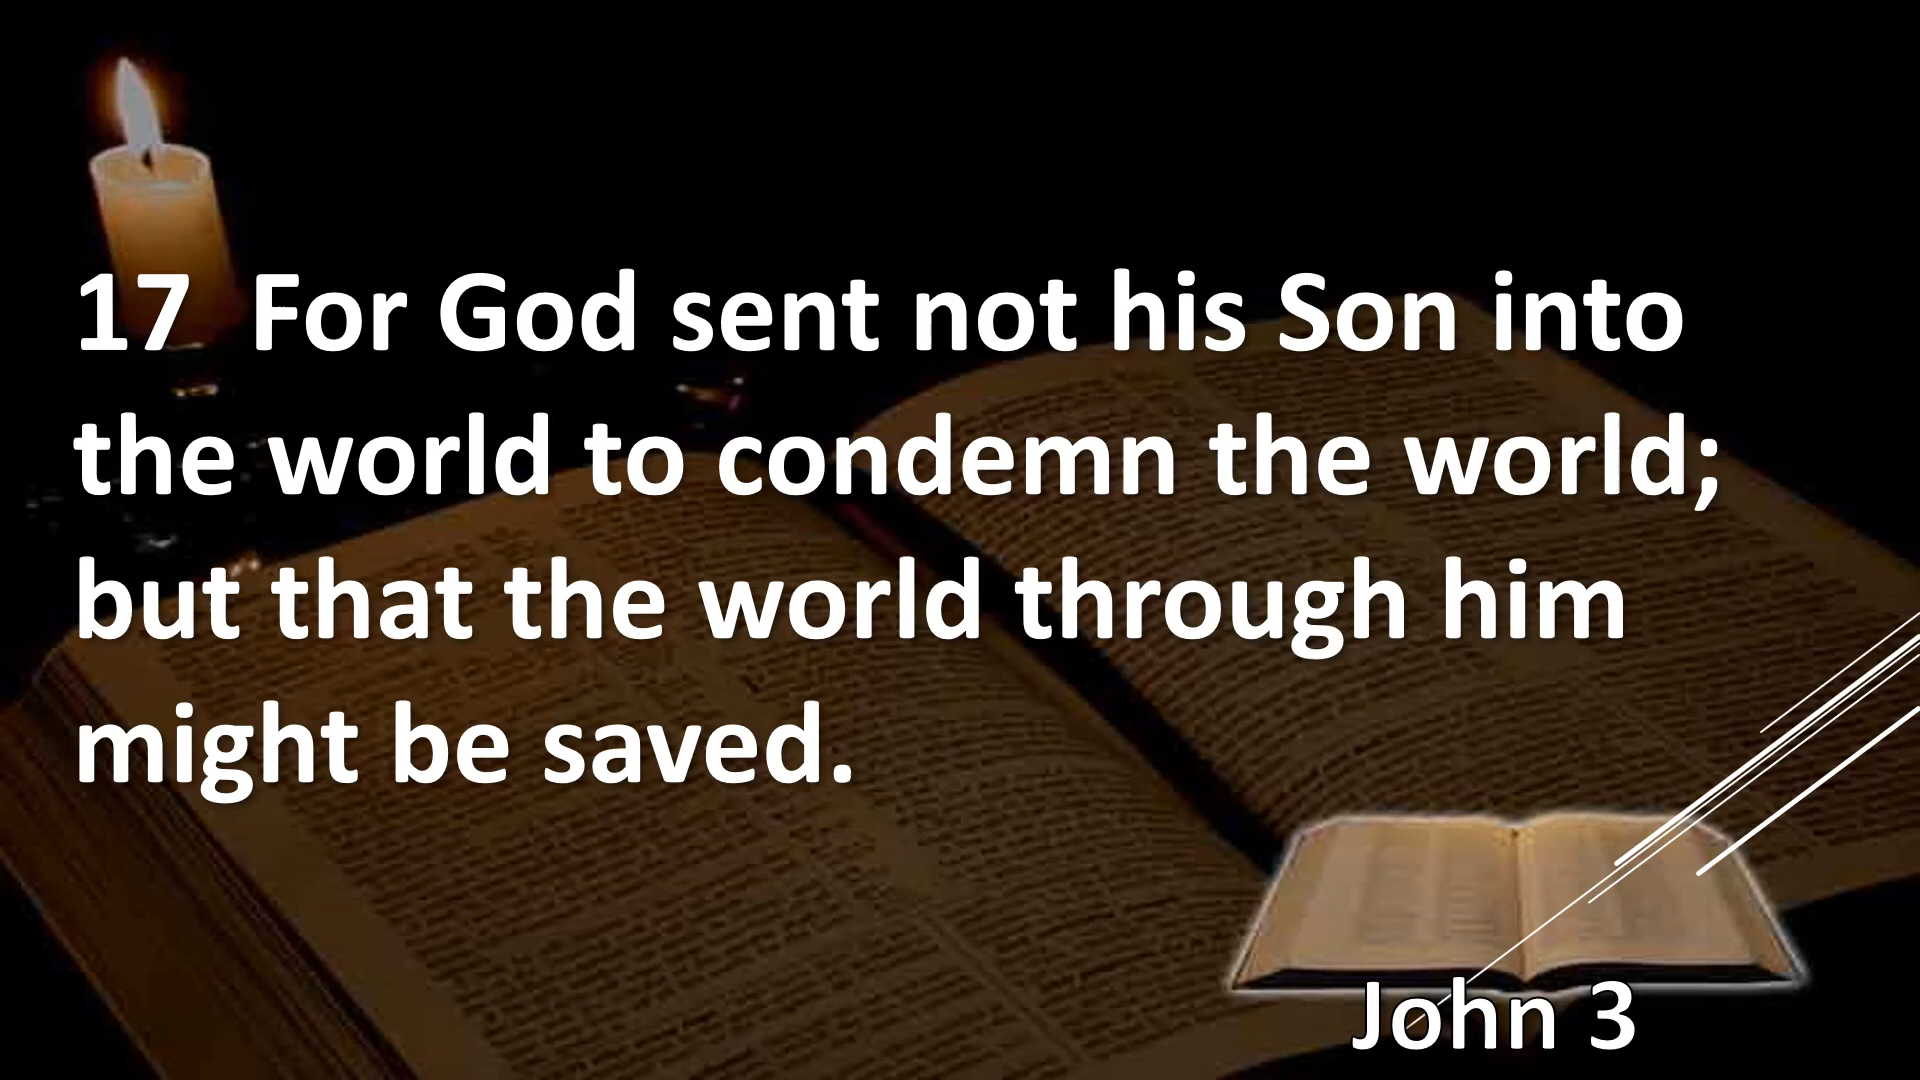 17  For God sent not his Son into
the world to condemn the world;
but that the world through him
might be saved.
John 3